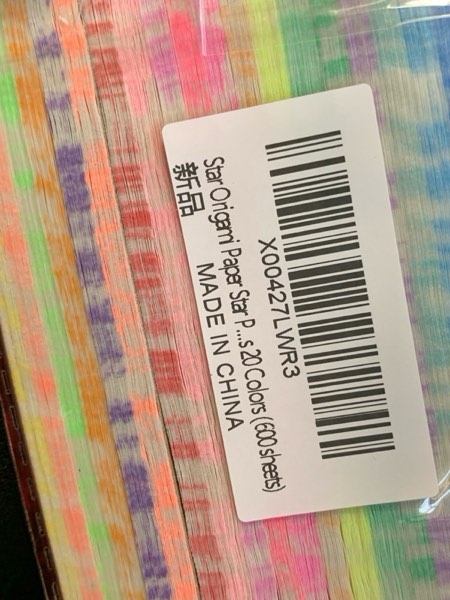 X00427LWR3
Star Origami Paper Star P...s 20 Colors (600 sheets)
新品
MADE IN CHINA